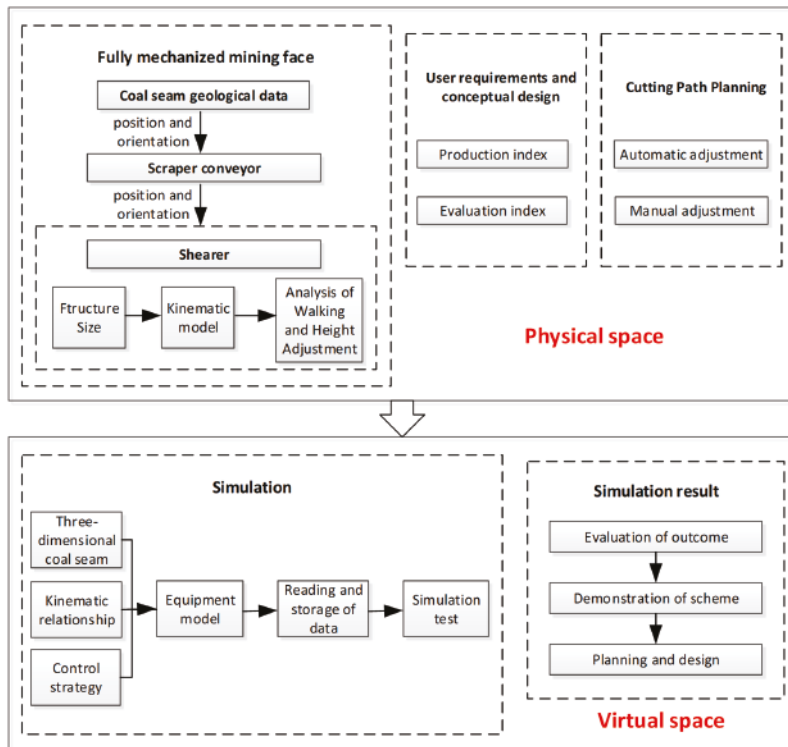 Fully mechanized mining face
Coal seam geological data
position and
orientation
Scraper conveyor
position and
orientation
Shearer
Ftructure
Size
Kinematic
model
Analysis of
Walking
and Height
Adjustment
User requirements and
conceptual design
Production index
Evaluation index
Cutting Path Planning
Automatic adjustment
Manual adjustment
Physical space
Simulation
Three-
dimensional
coal seam
Kinematic
relationship
Control
strategy
Equipment
model
Reading and
storage of
data
Simulation
test
Simulation result
Evaluation of outcome
Demonstration of scheme
Planning and design
Virtual space